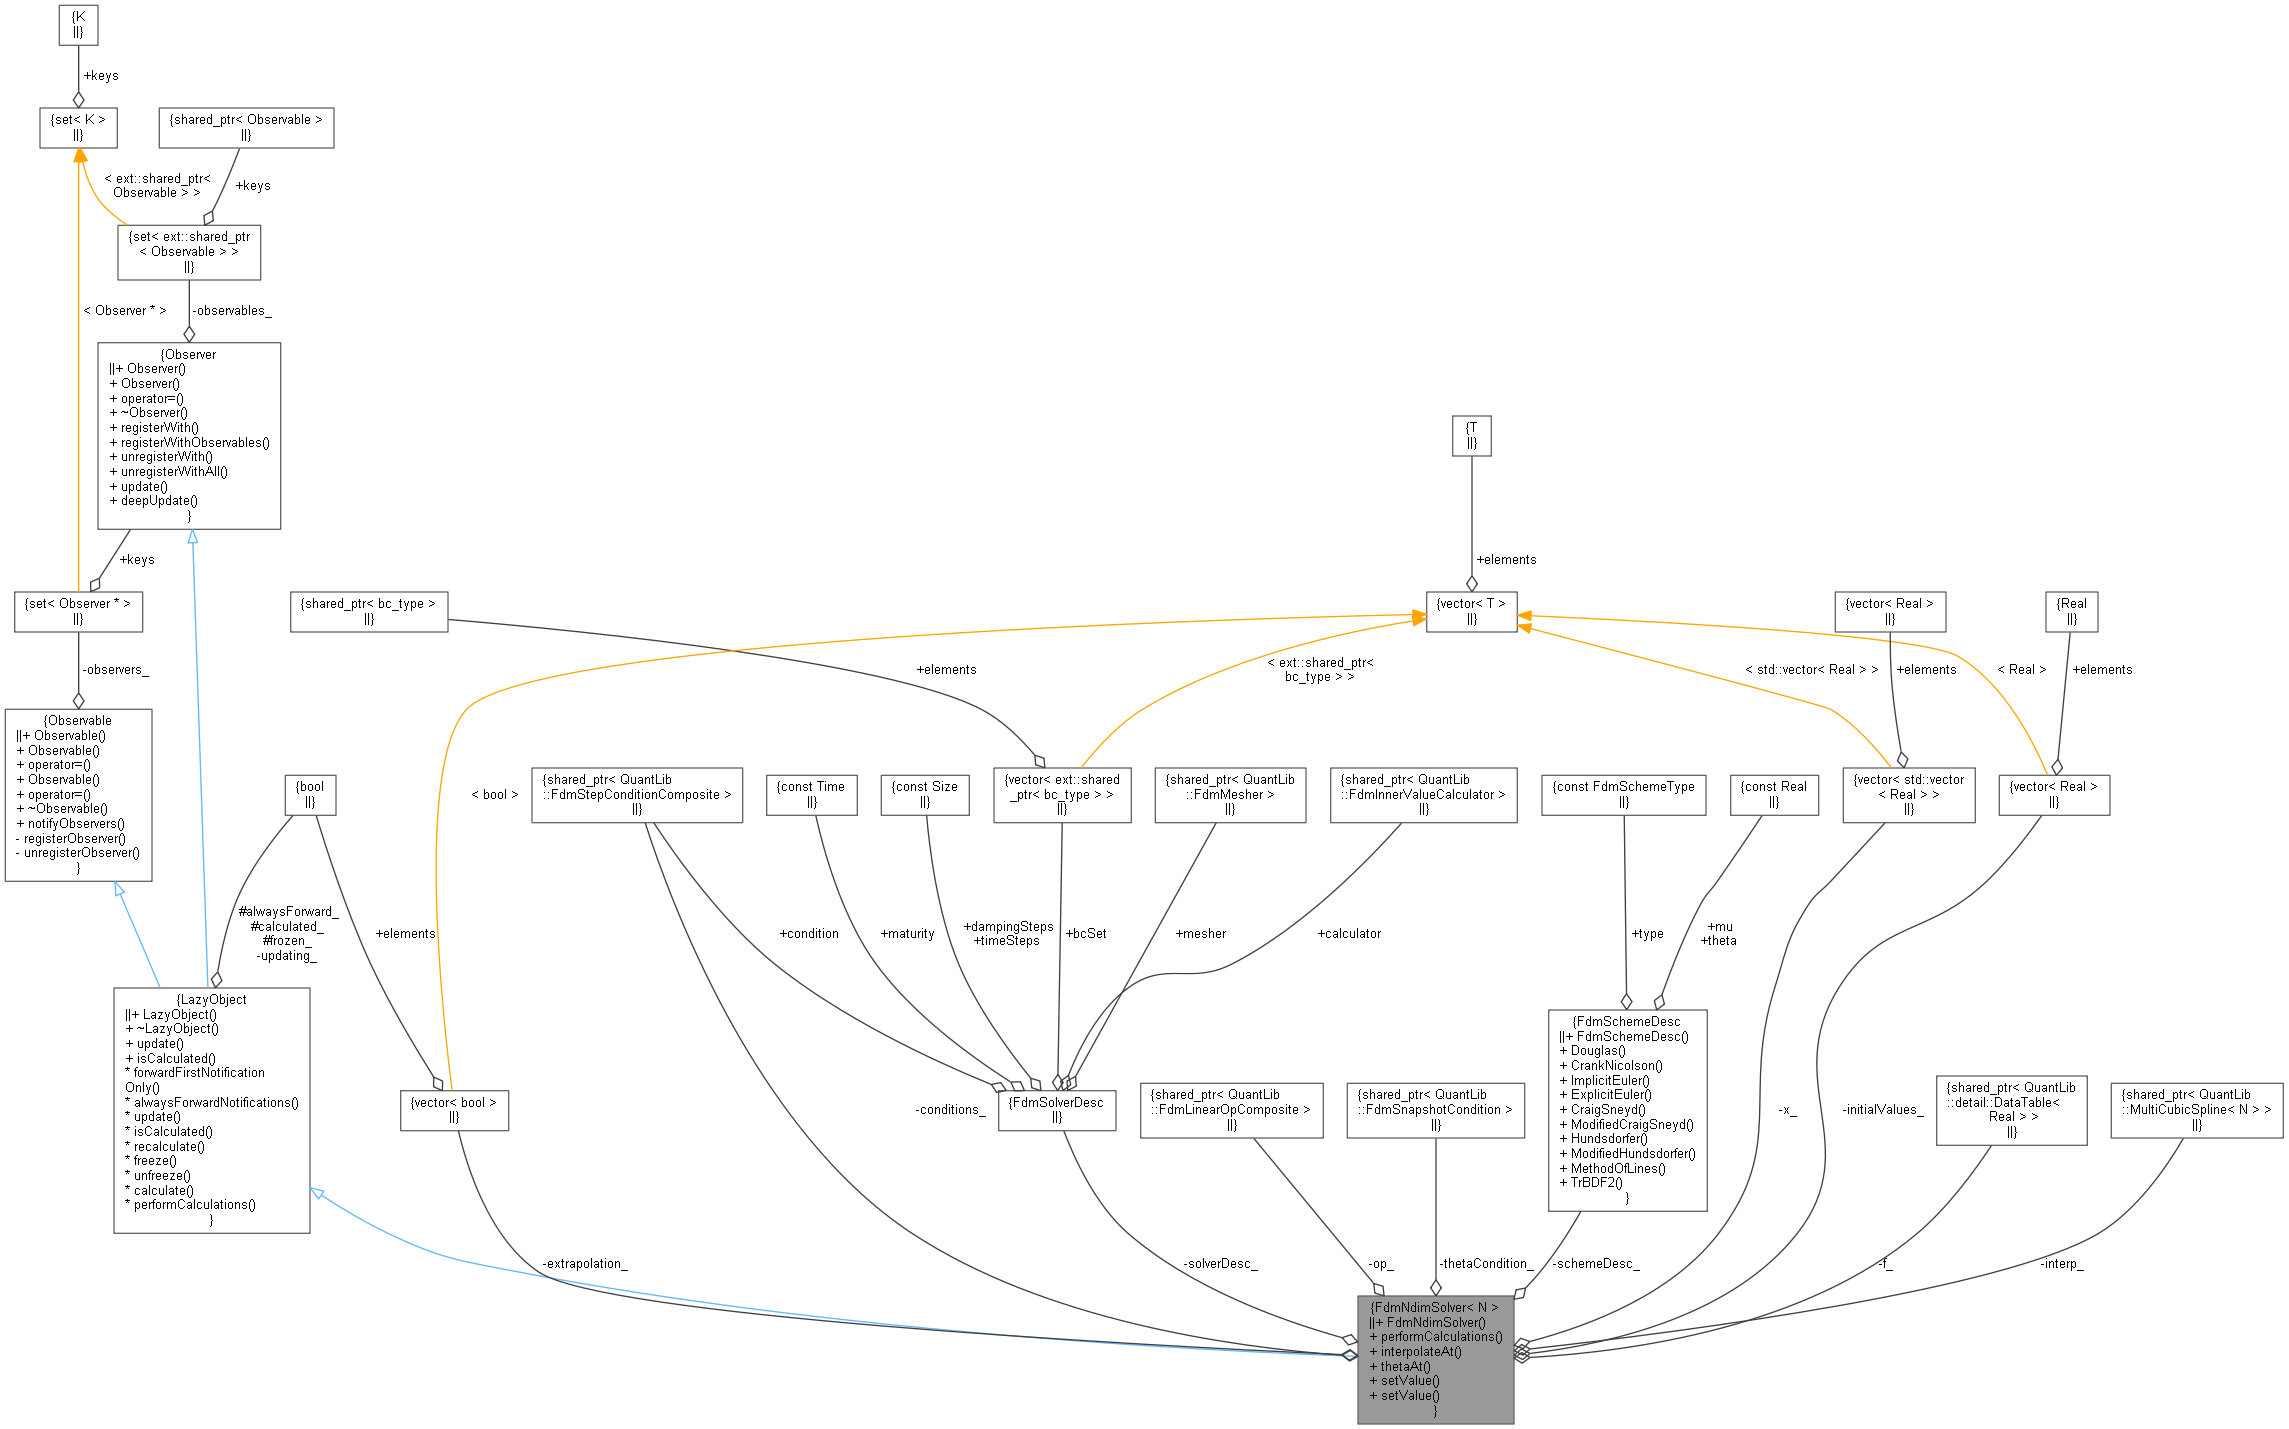 {K
||}
+keys
{set< K >
||}
{shared_ptr< Observable >
||}
< ext::shared_ptr<
Observable > >
+keys
{set< ext::shared_ptr
< Observable > >
||}
< Observer * >
-observables_
{Observer
||+ Observer()
+ Observer()
+ operator=()
+ ~Observer()
+ registerWith()
+ registerWithObservables()
+ unregisterWith()
+ unregisterWithAll()
+ update()
+ deepUpdate()
}
{T
||}
+keys
+elements
{set< Observer * >
||}
{shared_ptr< bc_type >
||}
{vector< T >
||}
{vector< Real >
||}
{Real
||}
-observers_
+elements
< ext::shared_ptr<
bc_type > >
< std::vector< Real > >
+elements
< Real >
+elements
{Observable
||+ Observable()
+ Observable()
+ operator=()
+ Observable()
+ operator=()
+ ~Observable()
+ notifyObservers()
- registerObserver()
- unregisterObserver()
}
{bool
||}
< bool >
{shared_ptr< QuantLib
::FdmStepConditionComposite >
||}
{const Time
||}
{const Size
||}
{vector< ext::shared
_ptr< bc_type > >
||}
{shared_ptr< QuantLib
::FdmMesher >
||}
{shared_ptr< QuantLib
::FdmInnerValueCalculator >
||}
{const FdmSchemeType
||}
{const Real
||}
{vector< std::vector
< Real > >
||}
{vector< Real >
||}
#alwaysForward_
#calculated_
#frozen_
-updating_
+elements
+condition
+maturity
+dampingSteps
+timeSteps
+bcSet
+mesher
+calculator
+type
+mu
+theta
{LazyObject
||+ LazyObject()
+ ~LazyObject()
+ update()
+ isCalculated()
* forwardFirstNotification
Only()
* alwaysForwardNotifications()
* update()
* isCalculated()
* recalculate()
* freeze()
* unfreeze()
* calculate()
* performCalculations()
}
{vector< bool >
||}
-conditions_
{FdmSolverDesc
||}
{shared_ptr< QuantLib
::FdmLinearOpComposite >
||}
{shared_ptr< QuantLib
::FdmSnapshotCondition >
||}
{FdmSchemeDesc
||+ FdmSchemeDesc()
+ Douglas()
+ CrankNicolson()
+ ImplicitEuler()
+ ExplicitEuler()
+ CraigSneyd()
+ ModifiedCraigSneyd()
+ Hundsdorfer()
+ ModifiedHundsdorfer()
+ MethodOfLines()
+ TrBDF2()
}
-x_
-initialValues_
{shared_ptr< QuantLib
::detail::DataTable<
Real > >
||}
{shared_ptr< QuantLib
::MultiCubicSpline< N > >
||}
-extrapolation_
-solverDesc_
-op_
-thetaCondition_
-schemeDesc_
-f_
-interp_
{FdmNdimSolver< N >
||+ FdmNdimSolver()
+ performCalculations()
+ interpolateAt()
+ thetaAt()
+ setValue()
+ setValue()
}